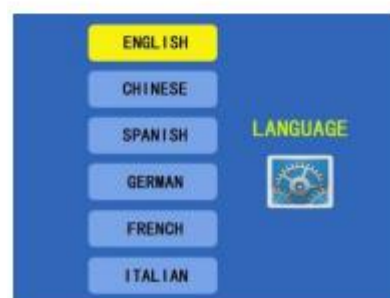 ENGLISH
CHINESE
SPANISH
GERMAN
FRENCH
ITALIAN
LANGUAGE